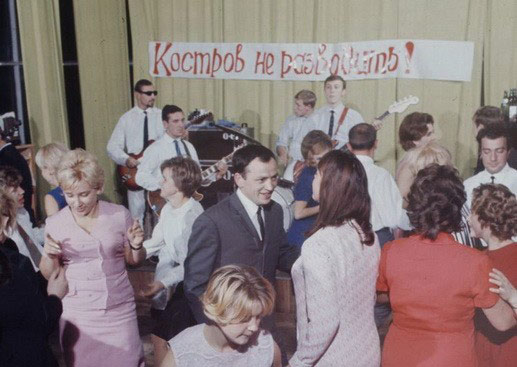 Костров не разводить!